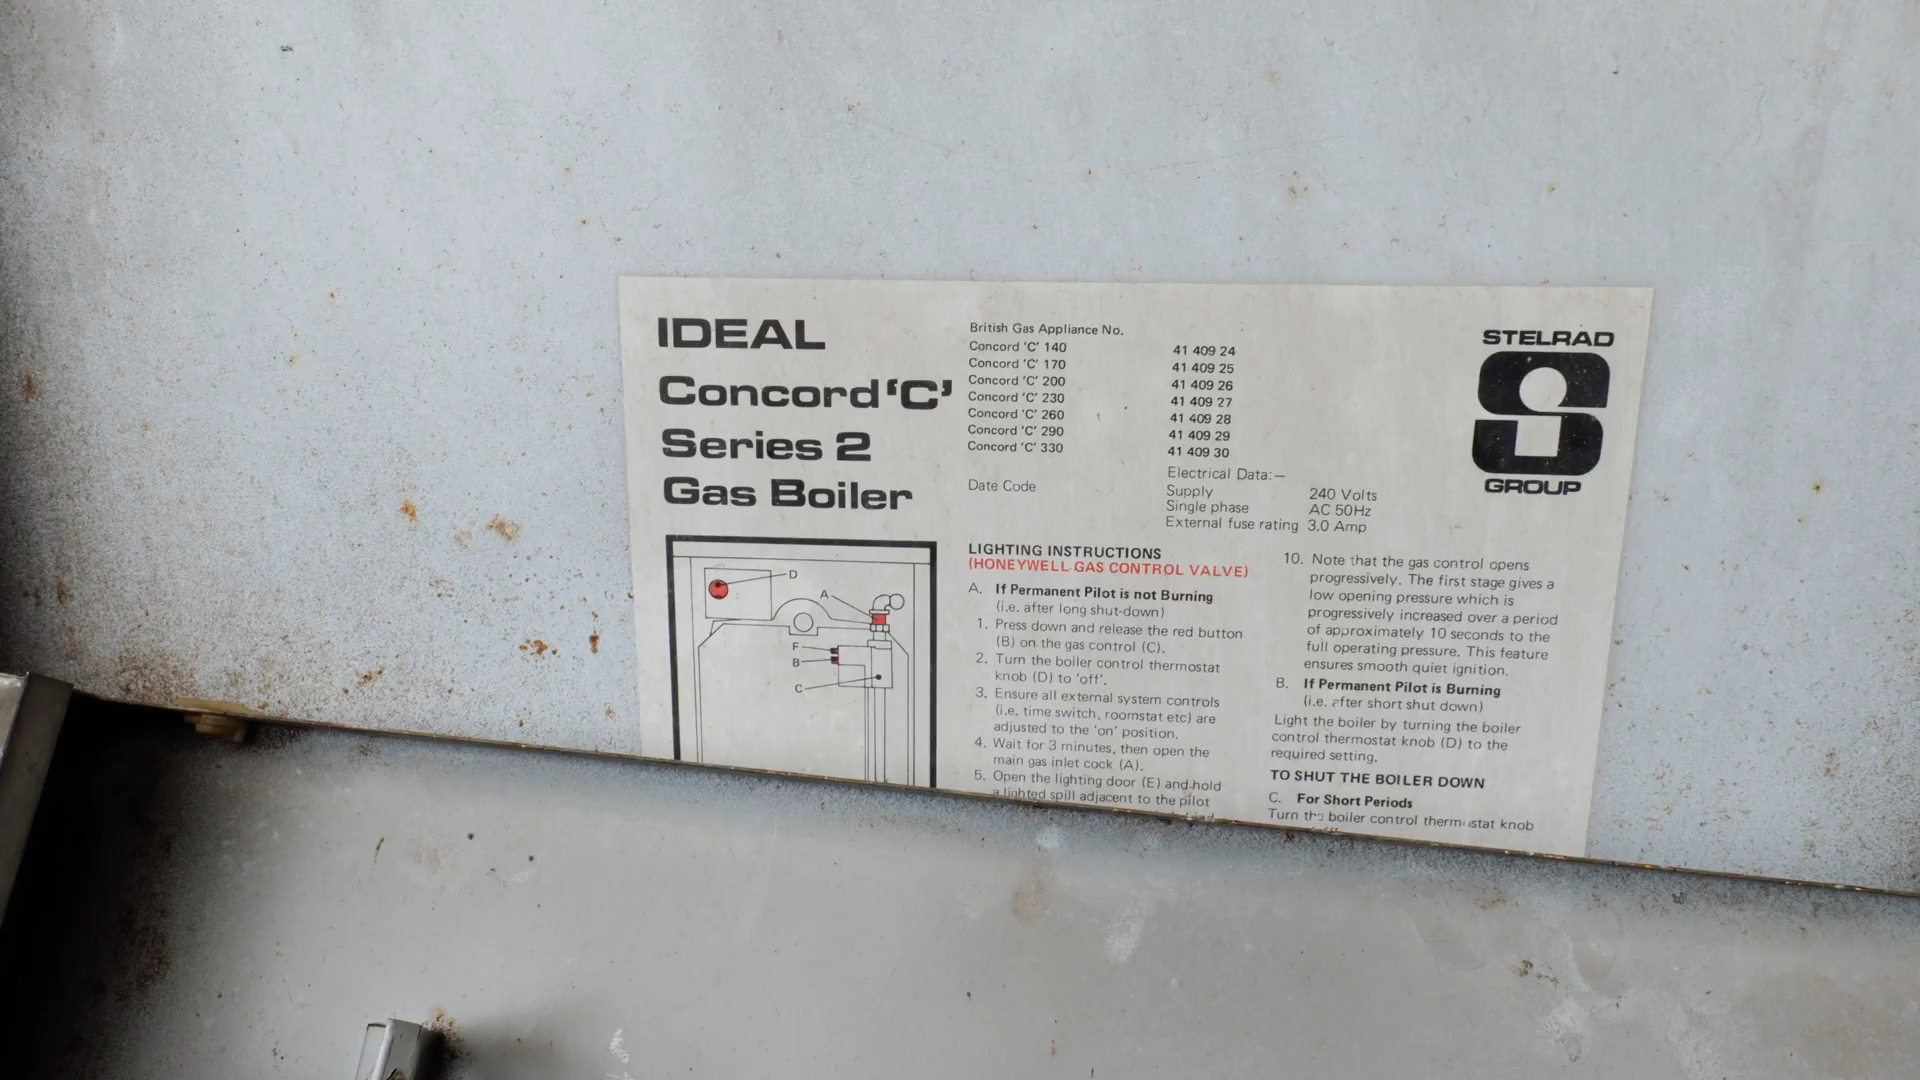 IDEAL
Concord 'C'
Series 2
Gas Boiler
British Gas Appliance No.
Concord 'C' 140 41 409 24
Concord 'C' 170 41 409 25
Concord 'C' 200 41 409 26
Concord 'C' 230 41 409 27
Concord 'C' 260 41 409 28
Concord 'C' 290 41 409 29
Concord 'C' 330 41 409 30
Date Code
Electrical Data:—
Supply 240 Volts
Single phase AC 50Hz
External fuse rating 3.0 Amp
STELRAD
GROUP
D
A
F
B
C
LIGHTING INSTRUCTIONS
(HONEYWELL GAS CONTROL VALVE)
A. If Permanent Pilot is not Burning
(i.e. after long shut-down)
1. Press down and release the red button
(B) on the gas control (C).
2. Turn the boiler control thermostat
knob (D) to 'off'.
3. Ensure all external system controls
(i.e. time switch, roomstat etc) are
adjusted to the 'on' position.
4. Wait for 3 minutes, then open the
main gas inlet cock (A).
5. Open the lighting door (E) and hold
a lighted spill adjacent to the pilot
10. Note that the gas control opens
progressively. The first stage gives a
low opening pressure which is
progressively increased over a period
of approximately 10 seconds to the
full operating pressure. This feature
ensures smooth quiet ignition.
B. If Permanent Pilot is Burning
(i.e. after short shut down)
Light the boiler by turning the boiler
control thermostat knob (D) to the
required setting.
TO SHUT THE BOILER DOWN
C. For Short Periods
Turn the boiler control thermostat knob